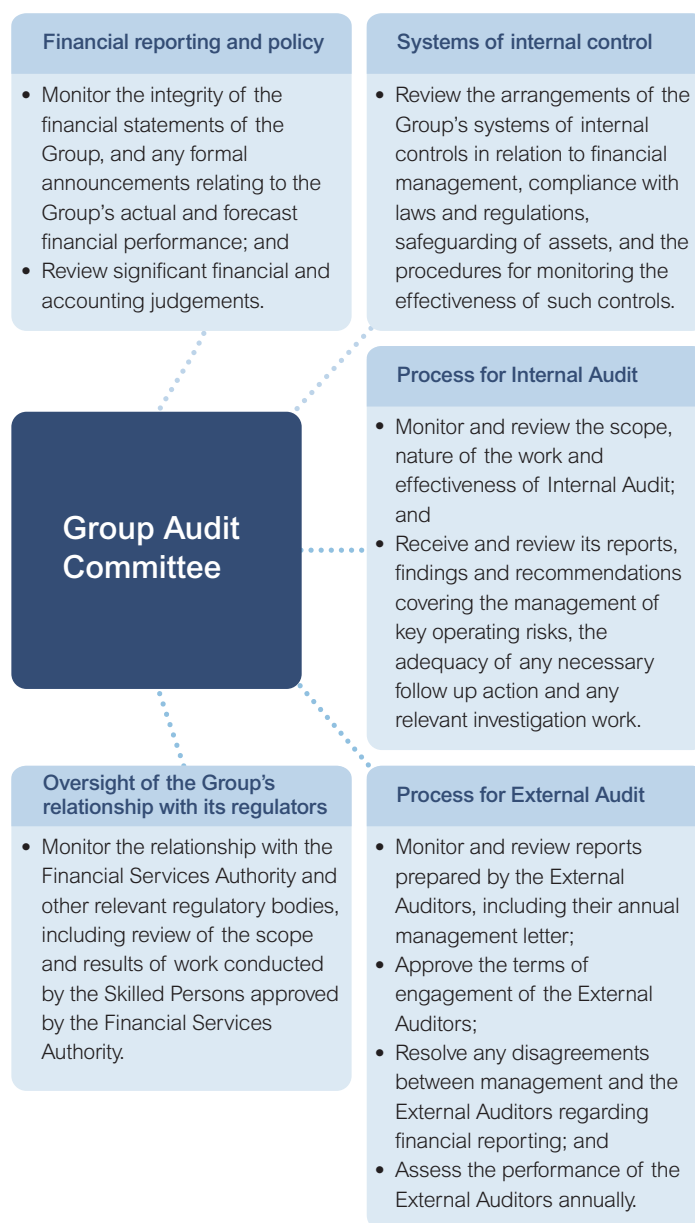 Financial reporting and policy
• Monitor the integrity of the
financial statements of the
Group, and any formal
announcements relating to the
Group's actual and forecast
financial performance; and
• Review significant financial and
accounting judgements.
Systems of internal control
• Review the arrangements of the
Group's systems of internal
controls in relation to financial
management, compliance with
laws and regulations,
safeguarding of assets, and the
procedures for monitoring the
effectiveness of such controls.
Group Audit
Committee
Process for Internal Audit
• Monitor and review the scope,
nature of the work and
effectiveness of Internal Audit;
and
• Receive and review its reports,
findings and recommendations
covering the management of
key operating risks, the
adequacy of any necessary
follow up action and any
relevant investigation work.
Oversight of the Group's
relationship with its regulators
• Monitor the relationship with the
Financial Services Authority and
other relevant regulatory bodies,
including review of the scope
and results of work conducted
by the Skilled Persons approved
by the Financial Services
Authority.
Process for External Audit
• Monitor and review reports
prepared by the External
Auditors, including their annual
management letter;
• Approve the terms of
engagement of the External
Auditors;
• Resolve any disagreements
between management and the
External Auditors regarding
financial reporting; and
• Assess the performance of the
External Auditors annually.